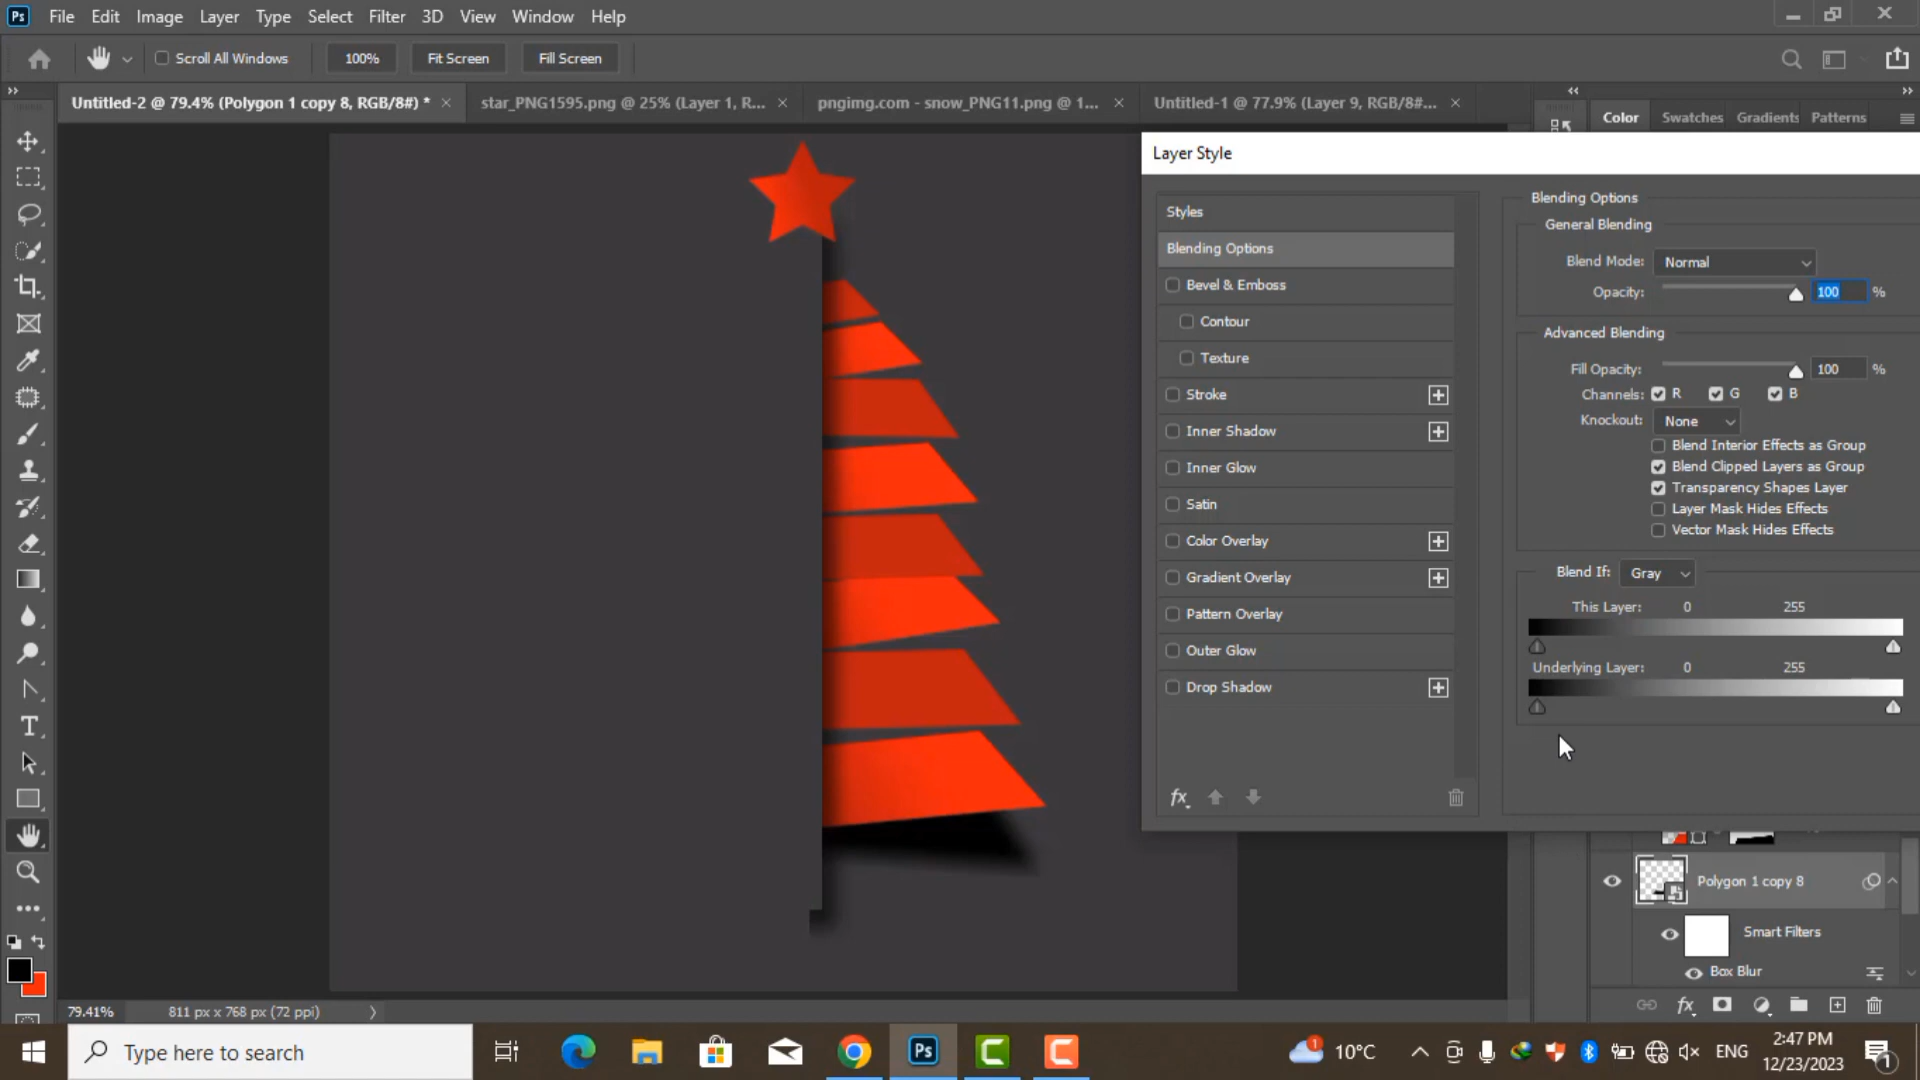 Ps File Edit Image Layer Type Select Filter 3D View Window Help
Scroll All Windows 100% Fit Screen Fill Screen
Untitled-2 @ 79.4% (Polygon 1 copy 8, RGB/8#) * × star_PNG1595.png @ 25% (Layer 1, R... × pngimg.com - snow_PNG11.png @ 1... × Untitled-1 @ 77.9% (Layer 9, RGB/8#... ×
Color Swatches Gradients Patterns
Layer Style
Styles
Blending Options
Bevel & Emboss
Contour
Texture
Stroke
Inner Shadow
Inner Glow
Satin
Color Overlay
Gradient Overlay
Pattern Overlay
Outer Glow
Drop Shadow
fx
Blending Options
General Blending
Blend Mode: Normal
Opacity: 100 %
Advanced Blending
Fill Opacity: 100 %
Channels: R G B
Knockout: None
Blend Interior Effects as Group
Blend Clipped Layers as Group
Transparency Shapes Layer
Layer Mask Hides Effects
Vector Mask Hides Effects
Blend If: Gray
This Layer: 0 255
Underlying Layer: 0 255
Polygon 1 copy 8
Smart Filters
Box Blur
fx
79.41% 811 px x 768 px (72 ppi)
Type here to search
Ps
1
10°C
ENG
2:47 PM
12/23/2023
1